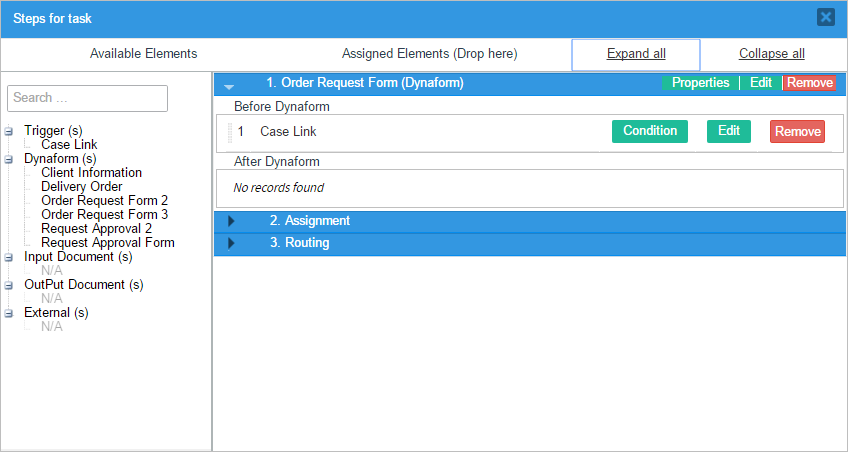 Steps for task
Available Elements
Assigned Elements (Drop here)
Expand all
Collapse all
Search ...
Trigger (s)
Case Link
Dynaform (s)
Client Information
Delivery Order
Order Request Form 2
Order Request Form 3
Request Approval 2
Request Approval Form
Input Document (s)
N/A
OutPut Document (s)
N/A
External (s)
N/A
1. Order Request Form (Dynaform)
Properties
Edit
Remove
Before Dynaform
1 Case Link
Condition
Edit
Remove
After Dynaform
No records found
2. Assignment
3. Routing